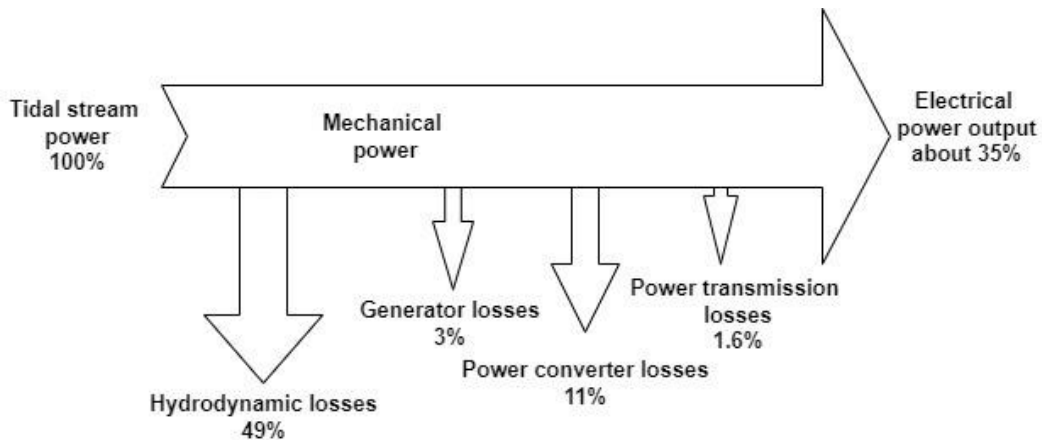 Tidal stream
power
100%
Mechanical
power
Electrical
power output
about 35%
Hydrodynamic losses
49%
Generator losses
3%
Power converter losses
11%
Power transmission
losses
1.6%